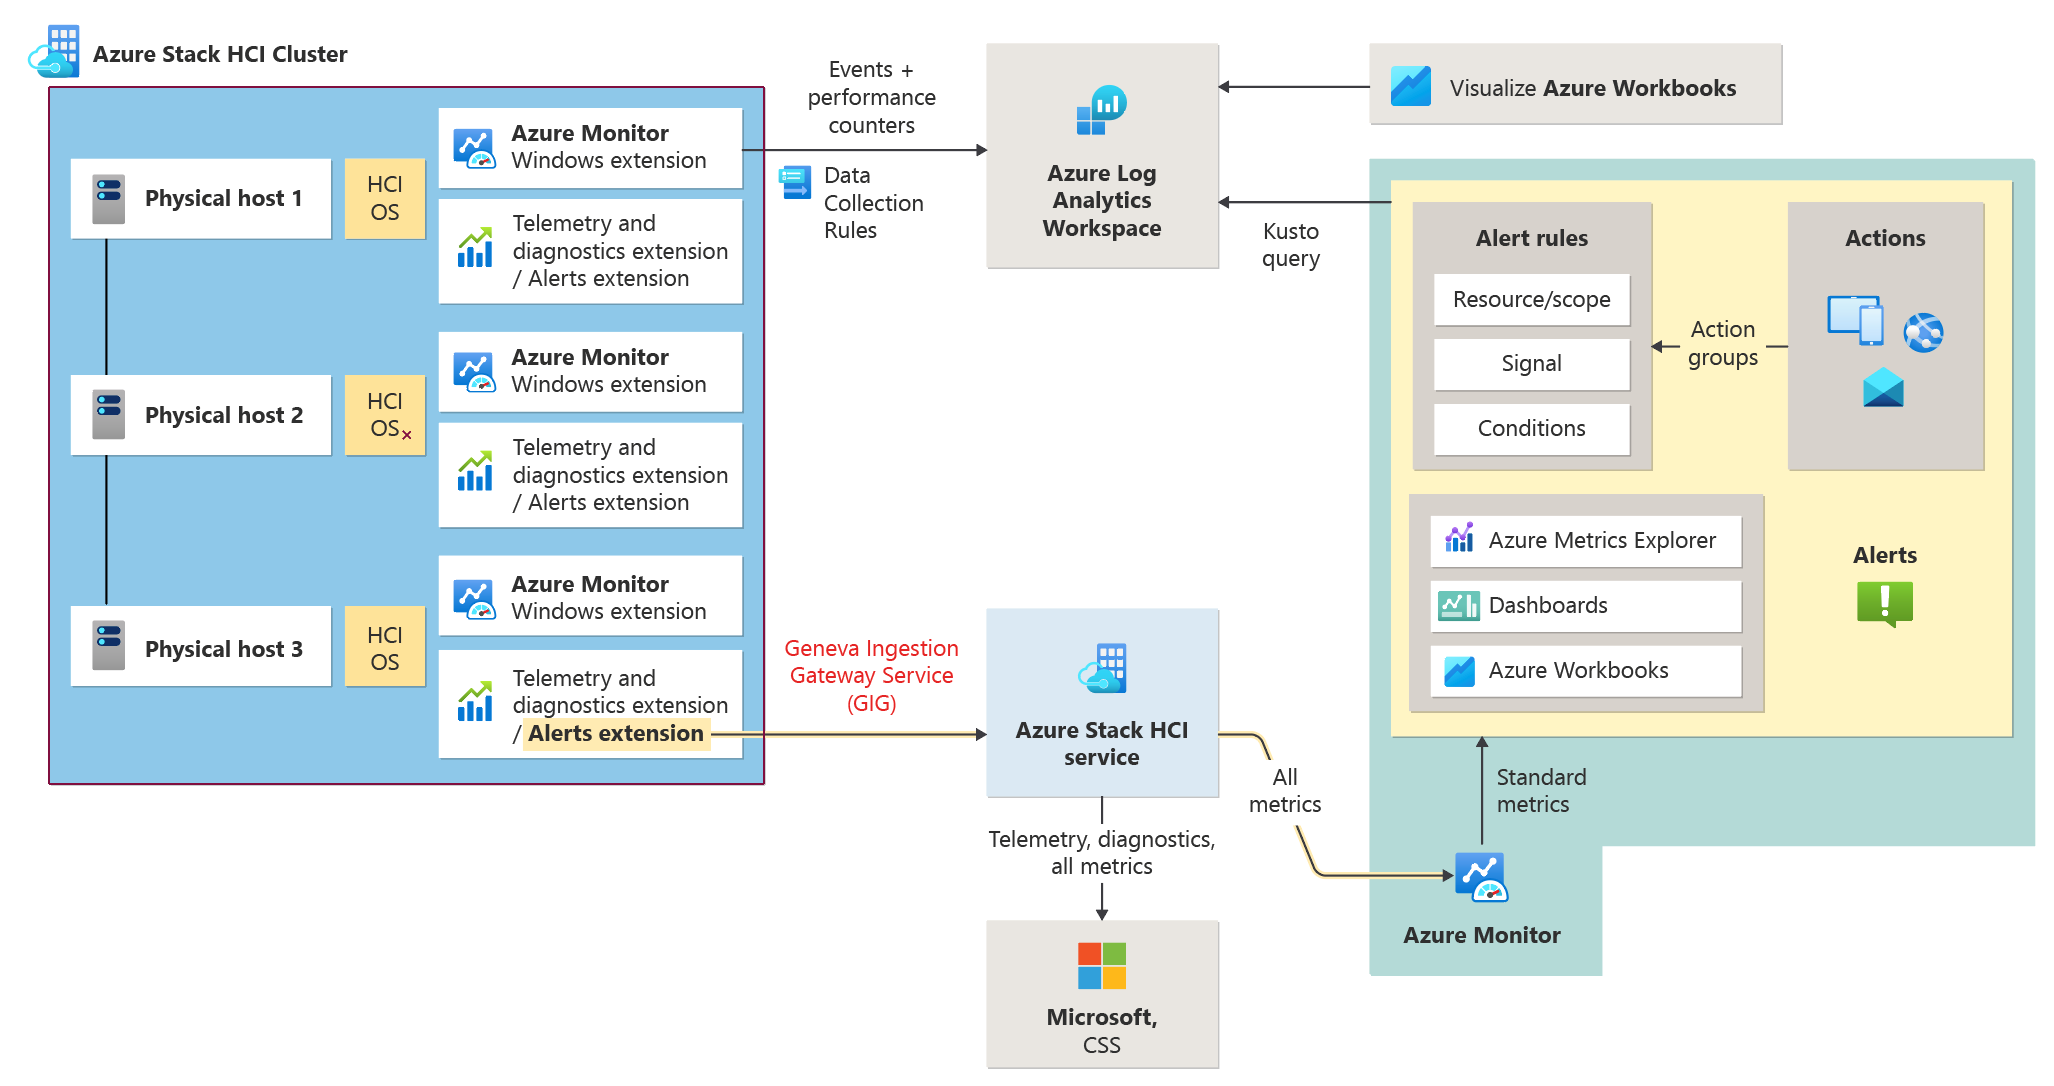 Azure Stack HCI Cluster
Physical host 1
HCI
OS
Azure Monitor
Windows extension
Telemetry and
diagnostics extension
/ Alerts extension
Physical host 2
HCI
OS
Azure Monitor
Windows extension
Telemetry and
diagnostics extension
/ Alerts extension
Physical host 3
HCI
OS
Azure Monitor
Windows extension
Telemetry and
diagnostics extension
/ Alerts extension
Events +
performance
counters
Data
Collection
Rules
Azure Log
Analytics
Workspace
Visualize Azure Workbooks
Kusto
query
Alert rules
Resource/scope
Signal
Conditions
Action
groups
Actions
Azure Metrics Explorer
Dashboards
Azure Workbooks
Alerts
Geneva Ingestion
Gateway Service
(GIG)
Azure Stack HCI
service
All
metrics
Standard
metrics
Azure Monitor
Telemetry, diagnostics,
all metrics
Microsoft,
CSS